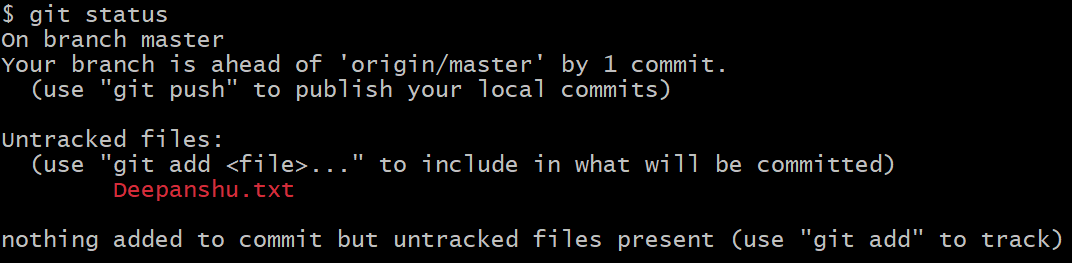 $ git status
On branch master
Your branch is ahead of 'origin/master' by 1 commit.
  (use "git push" to publish your local commits)

Untracked files:
  (use "git add <file>..." to include in what will be committed)
        Deepanshu.txt

nothing added to commit but untracked files present (use "git add" to track)